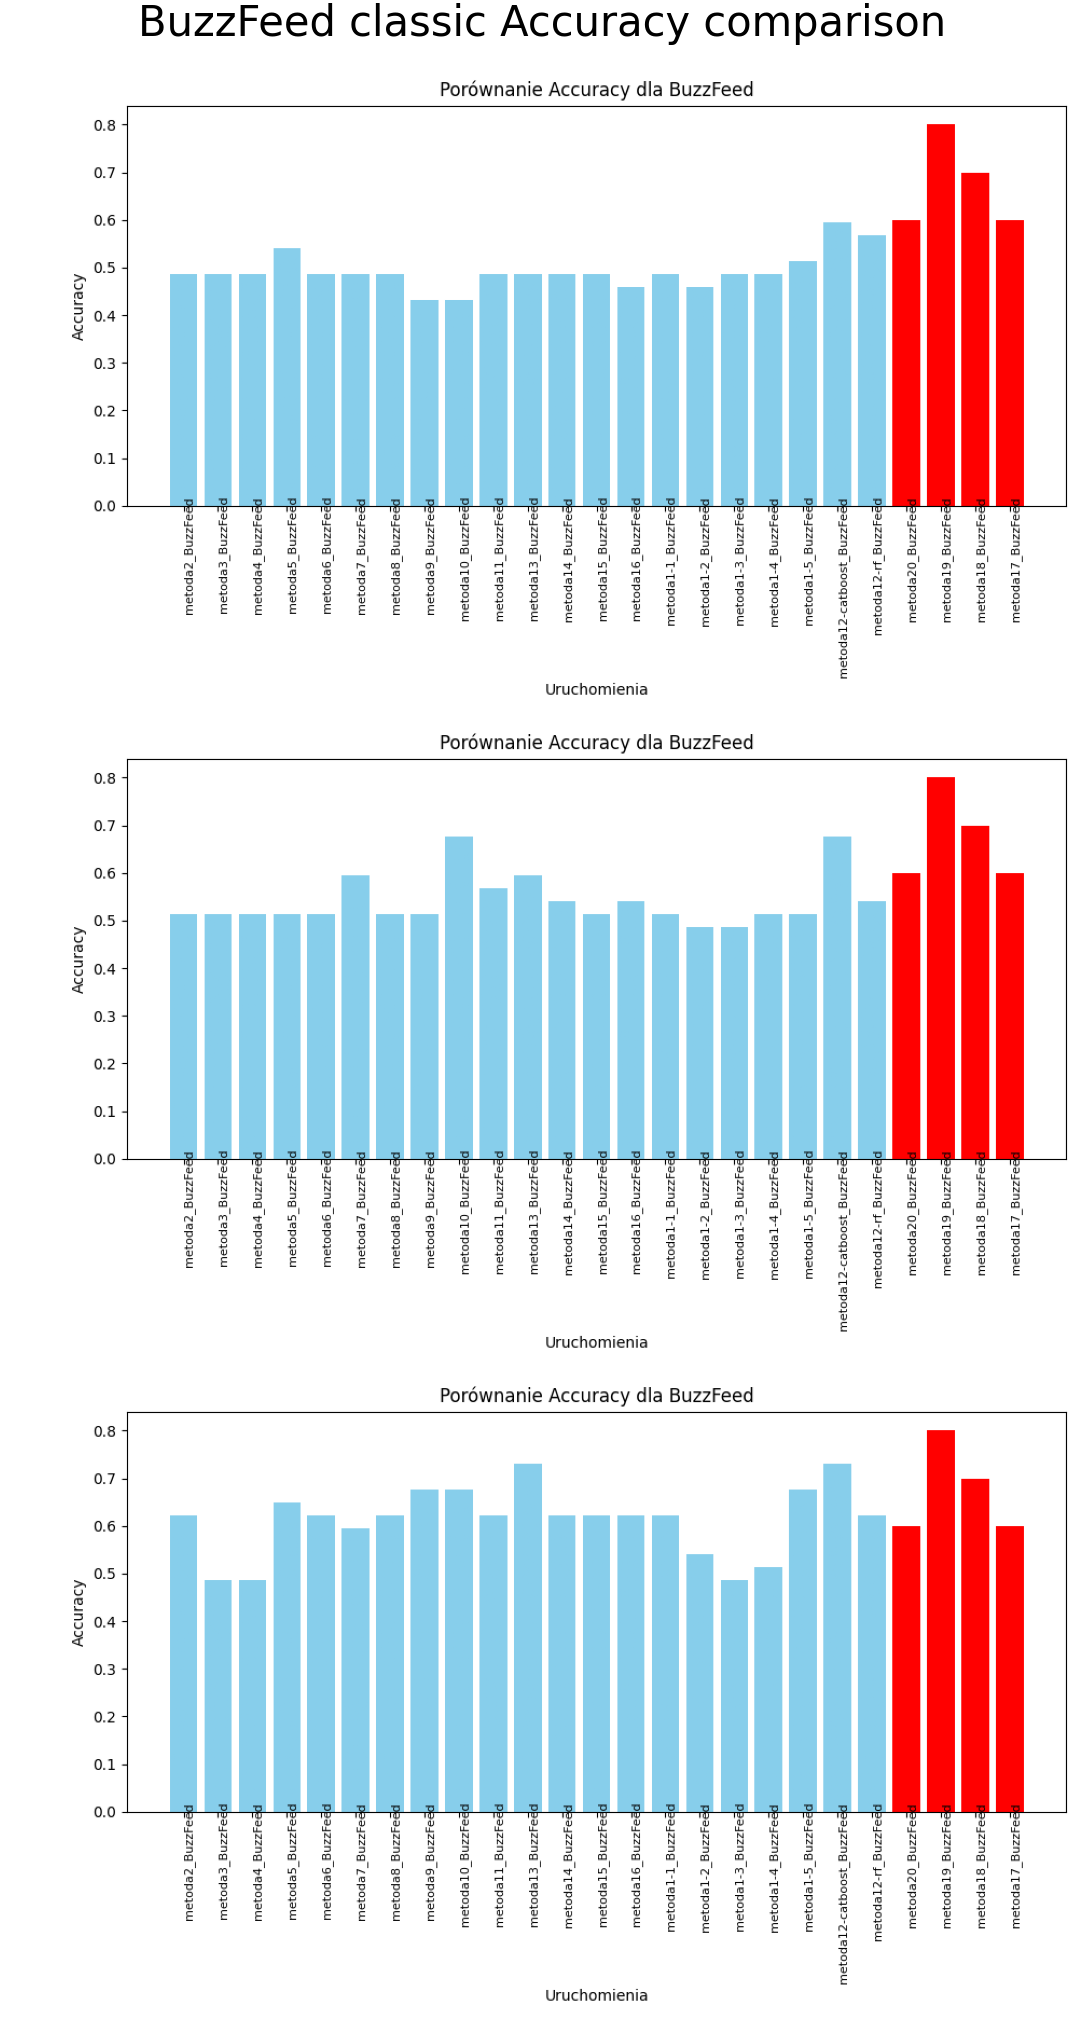 BuzzFeed classic Accuracy comparison
Porównanie Accuracy dla BuzzFeed
Accuracy
0.8
0.7
0.6
0.5
0.4
0.3
0.2
0.1
0.0
metoda2_BuzzFeed
metoda3_BuzzFeed
metoda4_BuzzFeed
metoda5_BuzzFeed
metoda6_BuzzFeed
metoda7_BuzzFeed
metoda8_BuzzFeed
metoda9_BuzzFeed
metoda10_BuzzFeed
metoda11_BuzzFeed
metoda13_BuzzFeed
metoda14_BuzzFeed
metoda15_BuzzFeed
metoda16_BuzzFeed
metoda1-1_BuzzFeed
metoda1-2_BuzzFeed
metoda1-3_BuzzFeed
metoda1-4_BuzzFeed
metoda1-5_BuzzFeed
metoda12-catboost_BuzzFeed
metoda12-rf_BuzzFeed
metoda20_BuzzFeed
metoda19_BuzzFeed
metoda18_BuzzFeed
metoda17_BuzzFeed
Uruchomienia
Porównanie Accuracy dla BuzzFeed
Accuracy
0.8
0.7
0.6
0.5
0.4
0.3
0.2
0.1
0.0
metoda2_BuzzFeed
metoda3_BuzzFeed
metoda4_BuzzFeed
metoda5_BuzzFeed
metoda6_BuzzFeed
metoda7_BuzzFeed
metoda8_BuzzFeed
metoda9_BuzzFeed
metoda10_BuzzFeed
metoda11_BuzzFeed
metoda13_BuzzFeed
metoda14_BuzzFeed
metoda15_BuzzFeed
metoda16_BuzzFeed
metoda1-1_BuzzFeed
metoda1-2_BuzzFeed
metoda1-3_BuzzFeed
metoda1-4_BuzzFeed
metoda1-5_BuzzFeed
metoda12-catboost_BuzzFeed
metoda12-rf_BuzzFeed
metoda20_BuzzFeed
metoda19_BuzzFeed
metoda18_BuzzFeed
metoda17_BuzzFeed
Uruchomienia
Porównanie Accuracy dla BuzzFeed
Accuracy
0.8
0.7
0.6
0.5
0.4
0.3
0.2
0.1
0.0
metoda2_BuzzFeed
metoda3_BuzzFeed
metoda4_BuzzFeed
metoda5_BuzzFeed
metoda6_BuzzFeed
metoda7_BuzzFeed
metoda8_BuzzFeed
metoda9_BuzzFeed
metoda10_BuzzFeed
metoda11_BuzzFeed
metoda13_BuzzFeed
metoda14_BuzzFeed
metoda15_BuzzFeed
metoda16_BuzzFeed
metoda1-1_BuzzFeed
metoda1-2_BuzzFeed
metoda1-3_BuzzFeed
metoda1-4_BuzzFeed
metoda1-5_BuzzFeed
metoda12-catboost_BuzzFeed
metoda12-rf_BuzzFeed
metoda20_BuzzFeed
metoda19_BuzzFeed
metoda18_BuzzFeed
metoda17_BuzzFeed
Uruchomienia